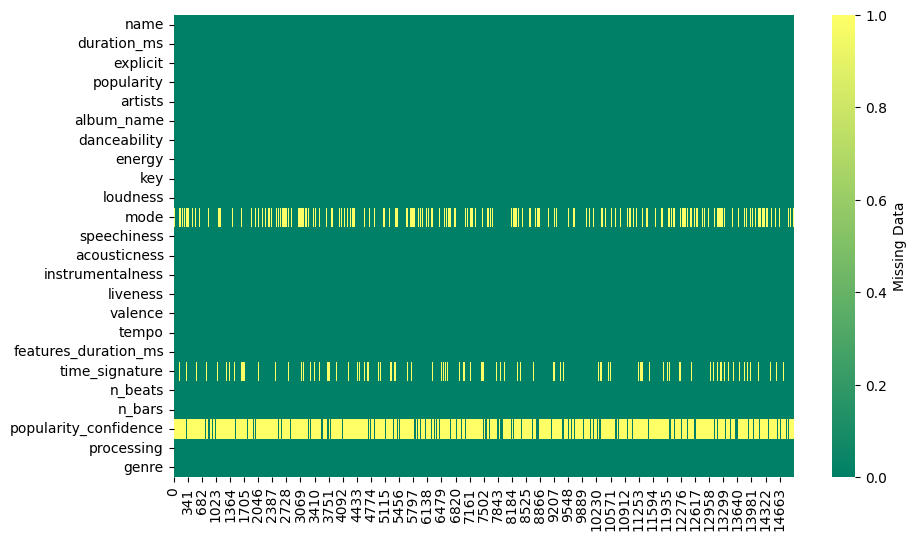 name
duration_ms
explicit
popularity
artists
album_name
danceability
energy
key
loudness
mode
speechiness
acousticness
instrumentalness
liveness
valence
tempo
features_duration_ms
time_signature
n_beats
n_bars
popularity_confidence
processing
genre
0
341
682
1023
1364
1705
2046
2387
2728
3069
3410
3751
4092
4433
4774
5115
5456
5797
6138
6479
6820
7161
7502
7843
8184
8525
8866
9207
9548
9889
10230
10571
10912
11253
11594
11935
12276
12617
12958
13299
13640
13981
14322
14663
1.0
0.8
0.6
0.4
0.2
0.0
Missing Data